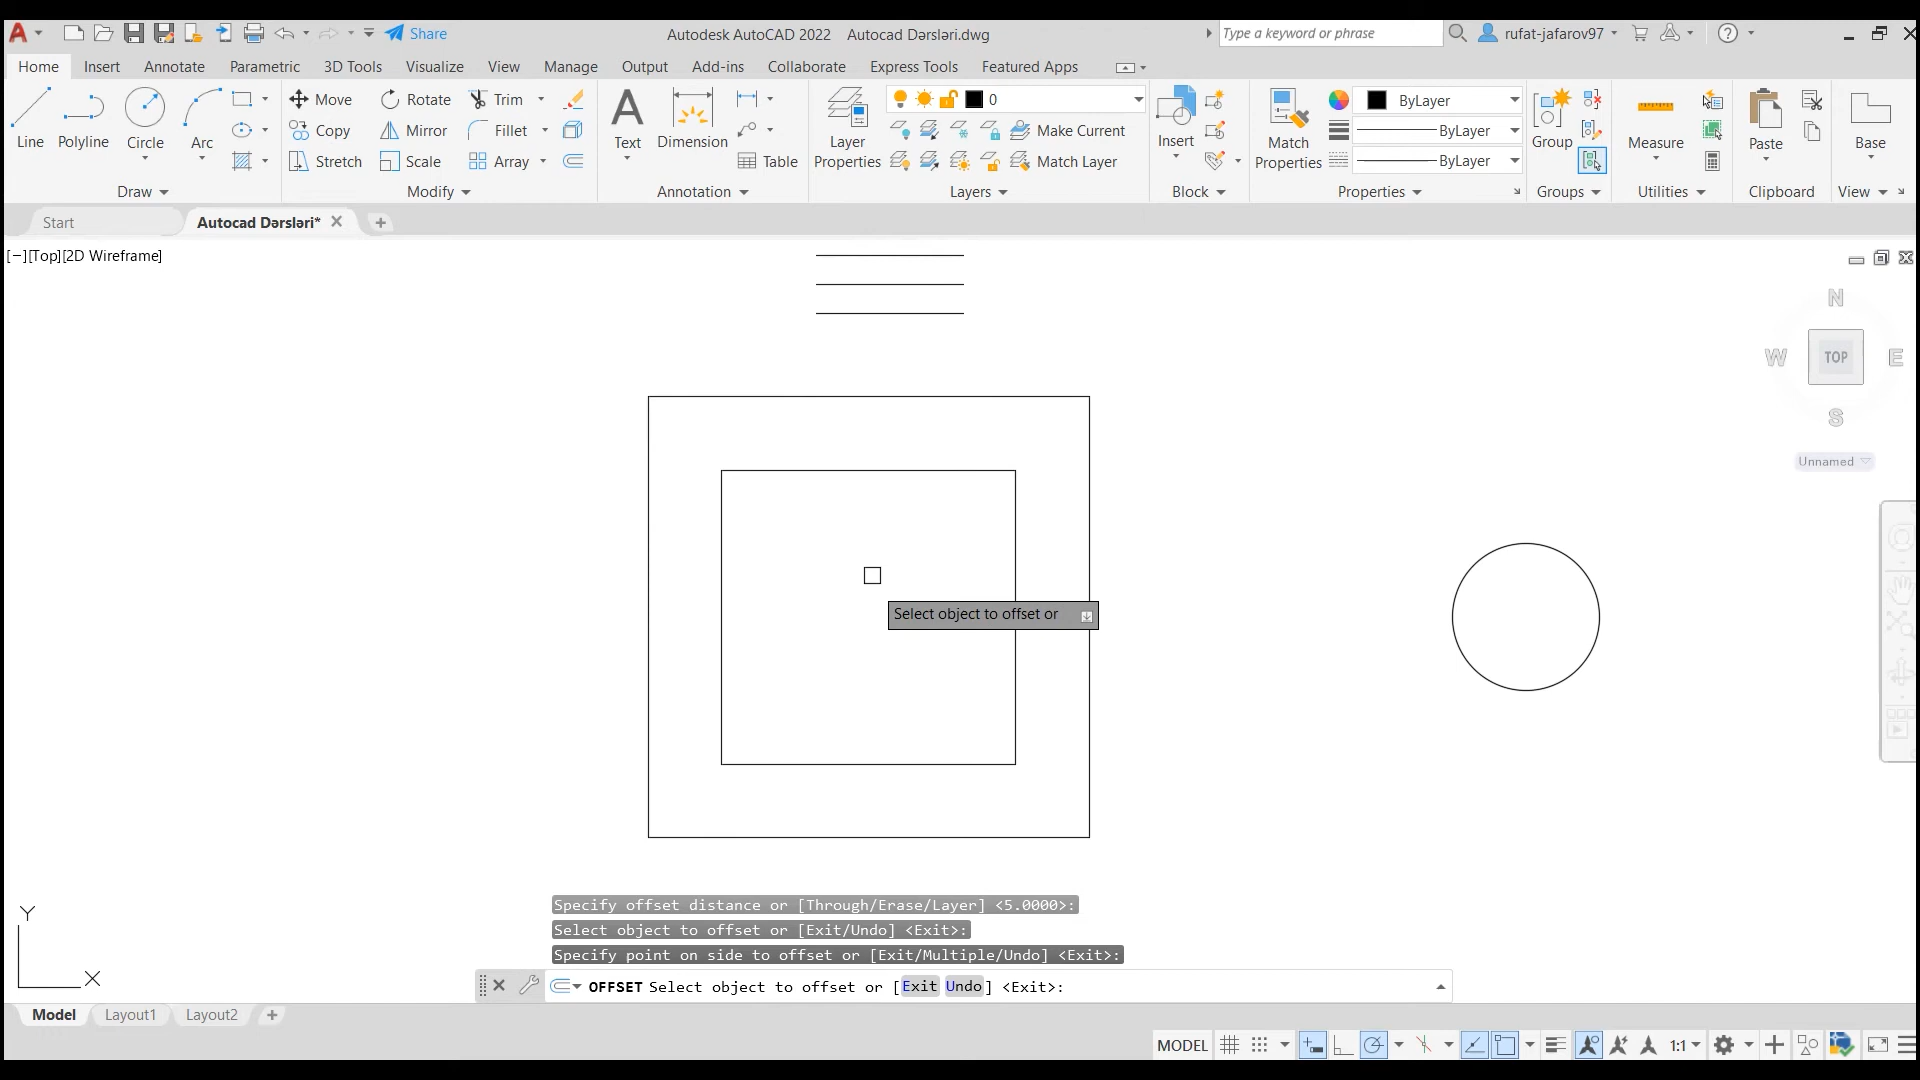 Share
Autodesk AutoCAD 2022 Autocad Dərsləri.dwg
Type a keyword or phrase
rufat-jafarov97
Home Insert Annotate Parametric 3D Tools Visualize View Manage Output Add-ins Collaborate Express Tools Featured Apps
Line Polyline Circle Arc
Move Rotate Trim
Copy Mirror Fillet
Stretch Scale Array
Text Dimension
Table
Layer Properties
0
Make Current
Match Layer
Insert
Match Properties
ByLayer
ByLayer
ByLayer
Group
Measure
Paste
Base
Draw Modify Annotation Layers Block Properties Groups Utilities Clipboard View
Start Autocad Dərsləri*
[−][Top][2D Wireframe]
N
W TOP E
S
Unnamed
Select object to offset or
Specify offset distance or [Through/Erase/Layer] <5.0000>:
Select object to offset or [Exit/Undo] <Exit>:
Specify point on side to offset or [Exit/Multiple/Undo] <Exit>:
OFFSET Select object to offset or [Exit Undo] <Exit>:
Y
X
Model Layout1 Layout2
MODEL 1:1